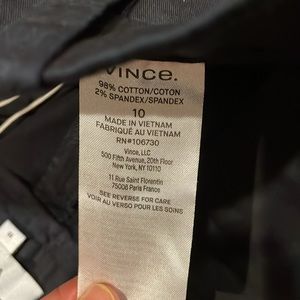 VINCE.
98% COTTON/COTON
2% SPANDEX/SPANDEX
10
MADE IN VIETNAM
FABRIQUÉ AU VIETNAM
RN#106730
Vince, LLC
500 Fifth Avenue, 20th Floor
New York, NY 10110
11 Rue Saint Florentin
75008 Paris France
SEE REVERSE FOR CARE
VOIR AU VERSO POUR LES SOINS